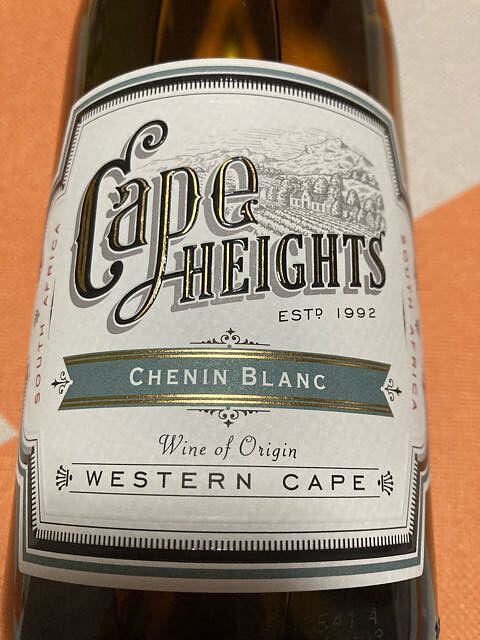 Cape
HEIGHTS
ESTD 1992
CHENIN BLANC
Wine of Origin
WESTERN CAPE
SOUTH AFRICA
SOUTH AFRICA